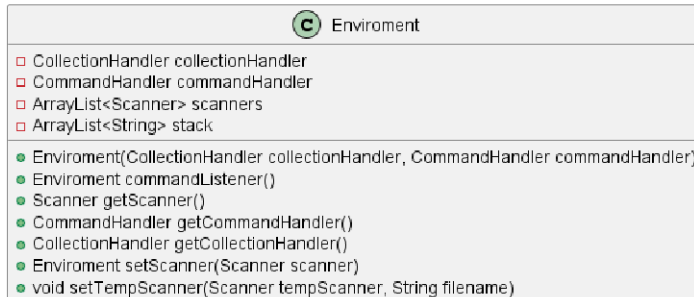 C Enviroment
CollectionHandler collectionHandler
CommandHandler commandHandler
ArrayList<Scanner> scanners
ArrayList<String> stack
Enviroment(CollectionHandler collectionHandler, CommandHandler commandHandler)
Enviroment commandListener()
Scanner getScanner()
CommandHandler getCommandHandler()
CollectionHandler getCollectionHandler()
Enviroment setScanner(Scanner scanner)
void setTempScanner(Scanner tempScanner, String filename)